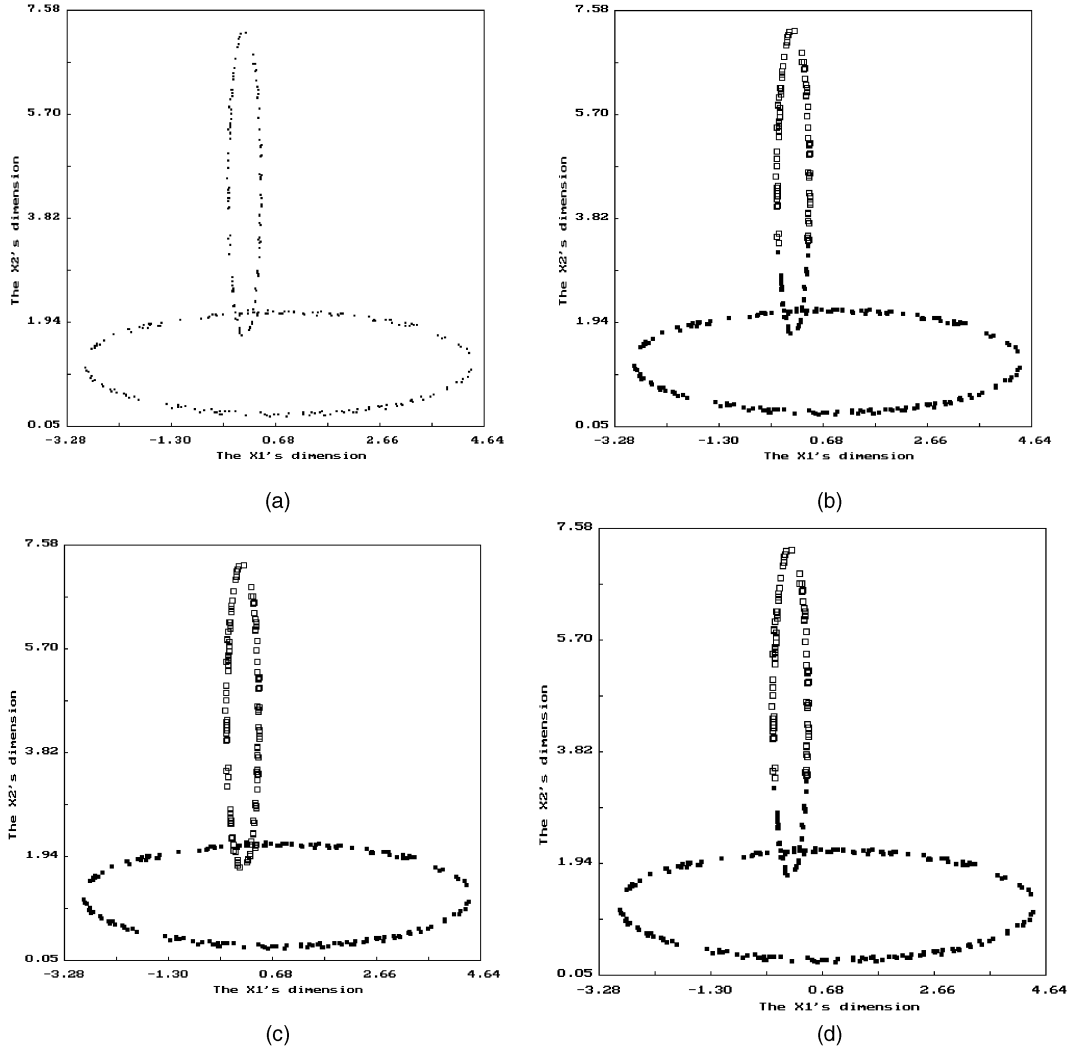 7.58
5.70
3.82
1.94
0.05
The X2's dimension
-3.28 -1.30 0.68 2.66 4.64
The X1's dimension
(a)
7.58
5.70
3.82
1.94
0.05
The X2's dimension
-3.28 -1.30 0.68 2.66 4.64
The X1's dimension
(b)
7.58
5.70
3.82
1.94
0.05
The X2's dimension
-3.28 -1.30 0.68 2.66 4.64
The X1's dimension
(c)
7.58
5.70
3.82
1.94
0.05
The X2's dimension
-3.28 -1.30 0.68 2.66 4.64
The X1's dimension
(d)